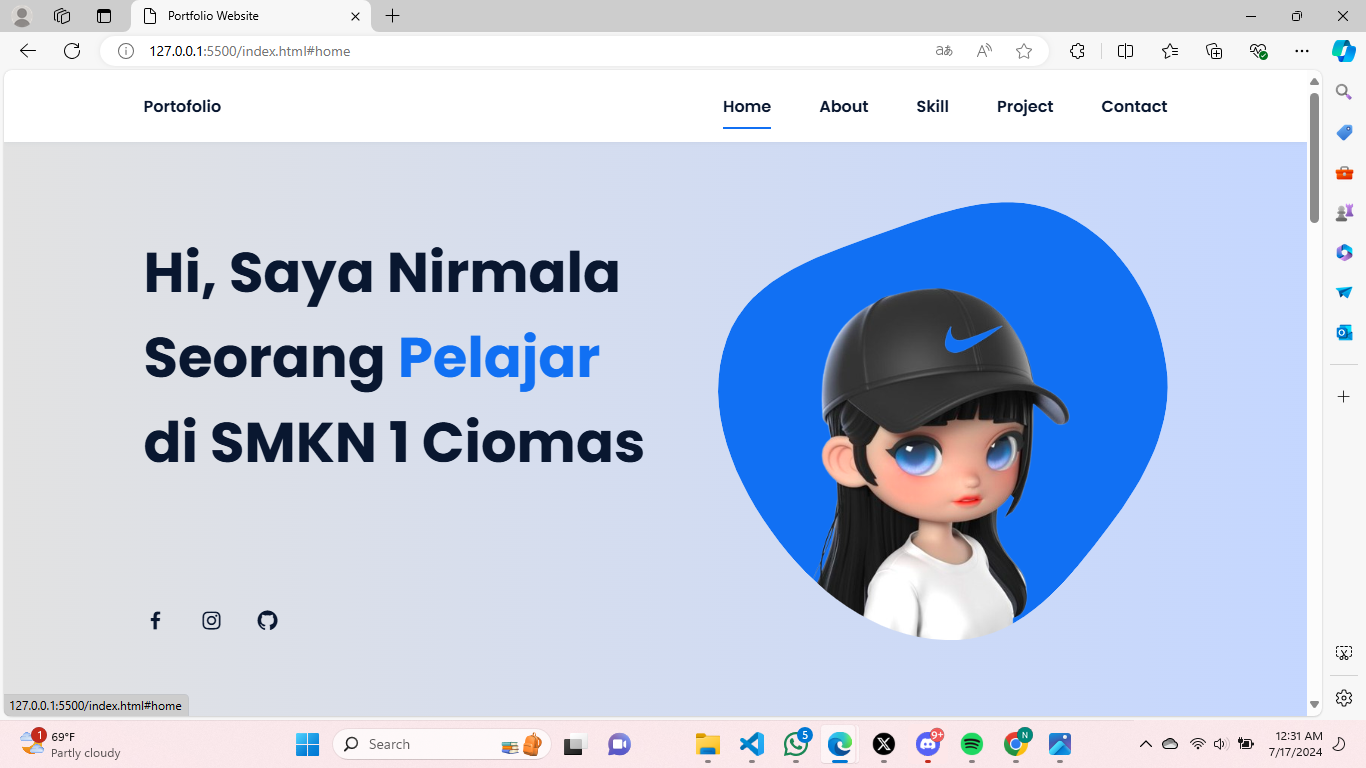 Portfolio Website
127.0.0.1:5500/index.html#home
Portofolio
Home
About
Skill
Project
Contact
Hi, Saya Nirmala
Seorang Pelajar
di SMKN 1 Ciomas
127.0.0.1:5500/index.html#home
1
69°F
Partly cloudy
Search
5
9+
N
12:31 AM
7/17/2024